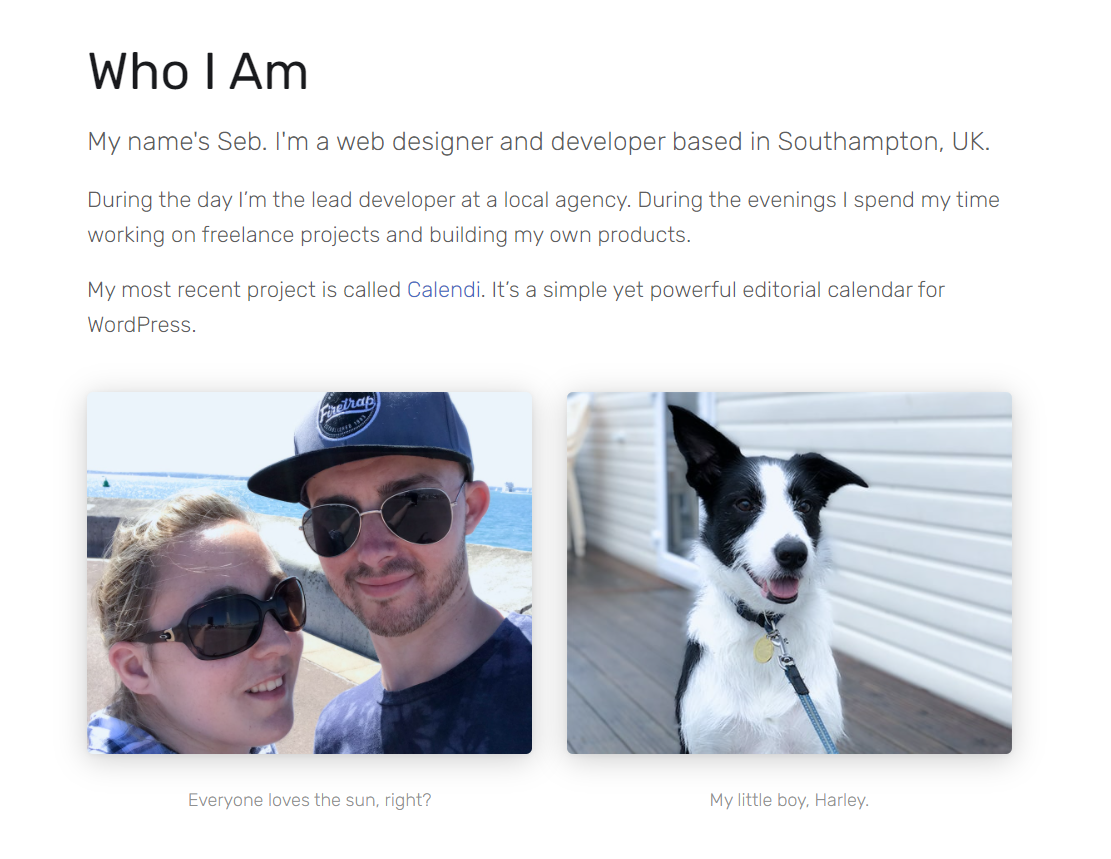 Who I Am
My name's Seb. I'm a web designer and developer based in Southampton, UK.
During the day I’m the lead developer at a local agency. During the evenings I spend my time
working on freelance projects and building my own products.
My most recent project is called Calendi. It’s a simple yet powerful editorial calendar for
WordPress.
Firetrap
Everyone loves the sun, right?
My little boy, Harley.